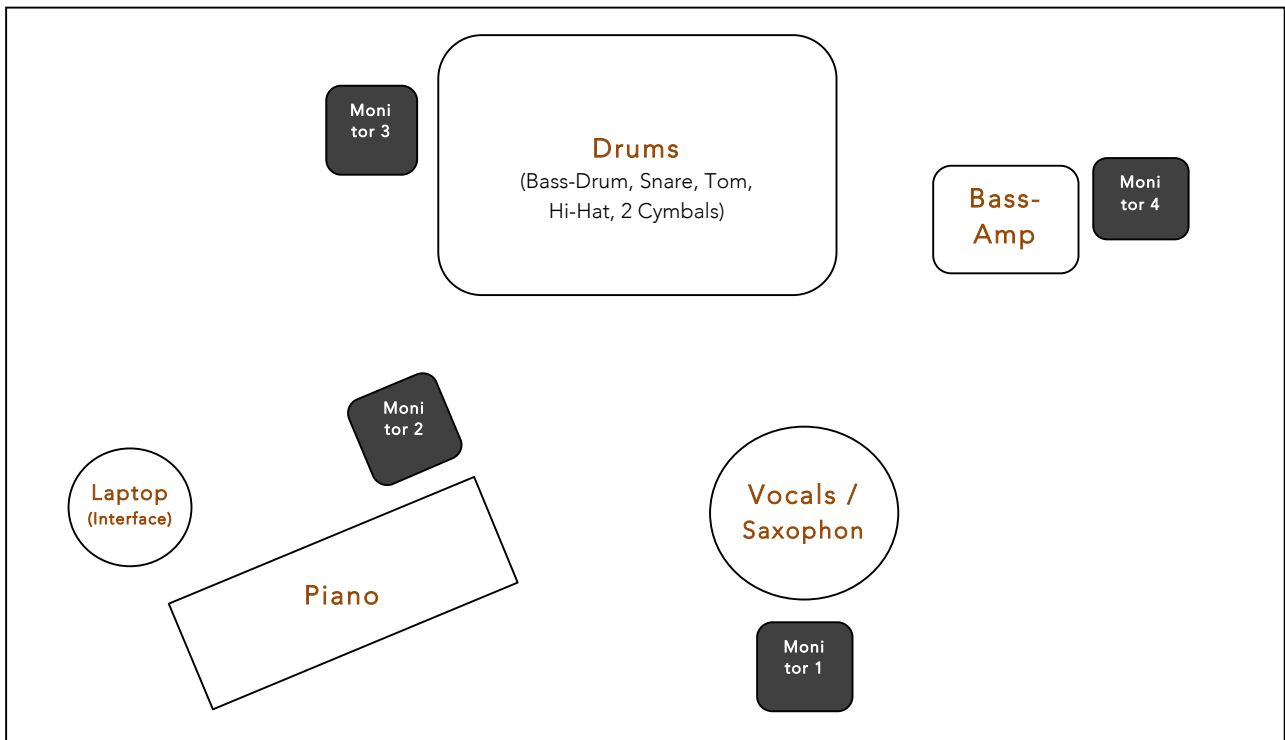 Moni
tor 3
Drums
(Bass-Drum, Snare, Tom,
Hi-Hat, 2 Cymbals)
Bass-
Amp
Moni
tor 4
Moni
tor 2
Laptop
(Interface)
Vocals /
Saxophon
Piano
Moni
tor 1